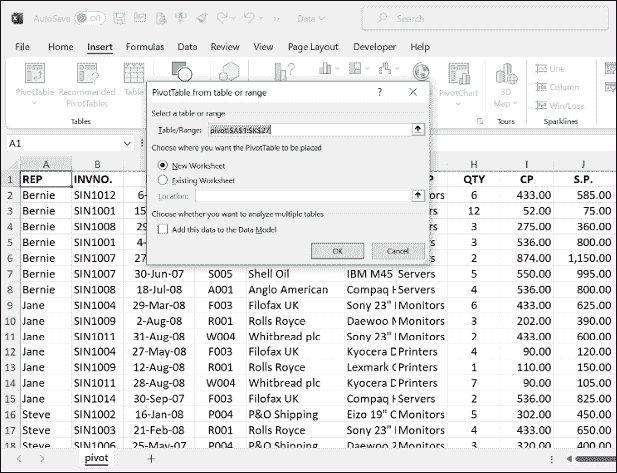 AutoSave Off Data Search
File Home Insert Formulas Data Review View Page Layout Developer Help
PivotTable Recommended PivotTables Table PivotChart 3D Map Line Column Win/Loss
Tables Tours Sparklines
PivotTable from table or range ? ×
Select a table or range
Table/Range: pivot!$A$1:$K$27
Choose where you want the PivotTable to be placed
New Worksheet
Existing Worksheet
Location:
Choose whether you want to analyze multiple tables
Add this data to the Data Model
OK Cancel
A1
A B H I J
1 REP INVNO. P QTY CP S.P.
2 Bernie SIN1012 6- ors 6 433.00 585.00
3 Bernie SIN1001 15- 12 52.00 75.00
4 Bernie SIN1008 29 3 275.00 360.00
5 Bernie SIN1001 4- 3 536.00 800.00
6 Bernie SIN1007 27 2 874.00 1,150.00
7 Bernie SIN1007 30-Jun-07 S005 Shell Oil IBM M45 Servers 5 550.00 995.00
8 Bernie SIN1008 18-Jul-08 A001 Anglo American Compaq Servers 4 536.00 800.00
9 Jane SIN1004 29-Mar-08 F003 Filofax UK Sony 23" Monitors 6 433.00 625.00
10 Jane SIN1009 2-Aug-08 R001 Rolls Royce Daewoo Monitors 3 202.00 390.00
11 Jane SIN1011 31-Aug-08 W004 Whitbread plc Sony 23" Monitors 2 433.00 600.00
12 Jane SIN1004 27-May-08 F003 Filofax UK Kyocera Printers 4 90.00 120.00
13 Jane SIN1009 12-Aug-08 R001 Rolls Royce Lexmark Printers 1 110.00 150.00
14 Jane SIN1011 28-Aug-08 W004 Whitbread plc Kyocera Printers 7 90.00 105.00
15 Jane SIN1014 30-Sep-07 F003 Filofax UK Compaq Servers 2 536.00 825.00
16 Steve SIN1002 16-Jan-08 P004 P&O Shipping Eizo 19" Monitors 5 302.00 450.00
17 Steve SIN1003 21-Feb-08 R001 Rolls Royce Sony 23" Monitors 4 433.00 650.00
18 Steve SIN1006 25-May-07 P004 P&O Shipping Daewoo Monitors 3 320.00 400.00
pivot +